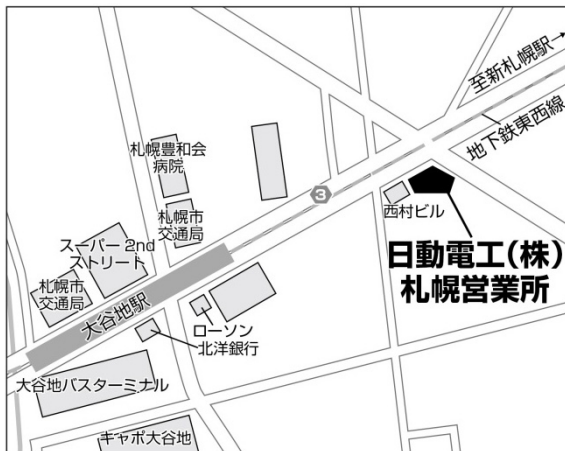 至新札幌駅→
地下鉄東西線
札幌豊和会
病院
3
札幌市
交通局
西村ビル
スーパー2nd
ストリート
日動電工(株)
札幌営業所
札幌市
交通局
大谷地駅
ローソン
北洋銀行
大谷地バスターミナル
キャポ大谷地